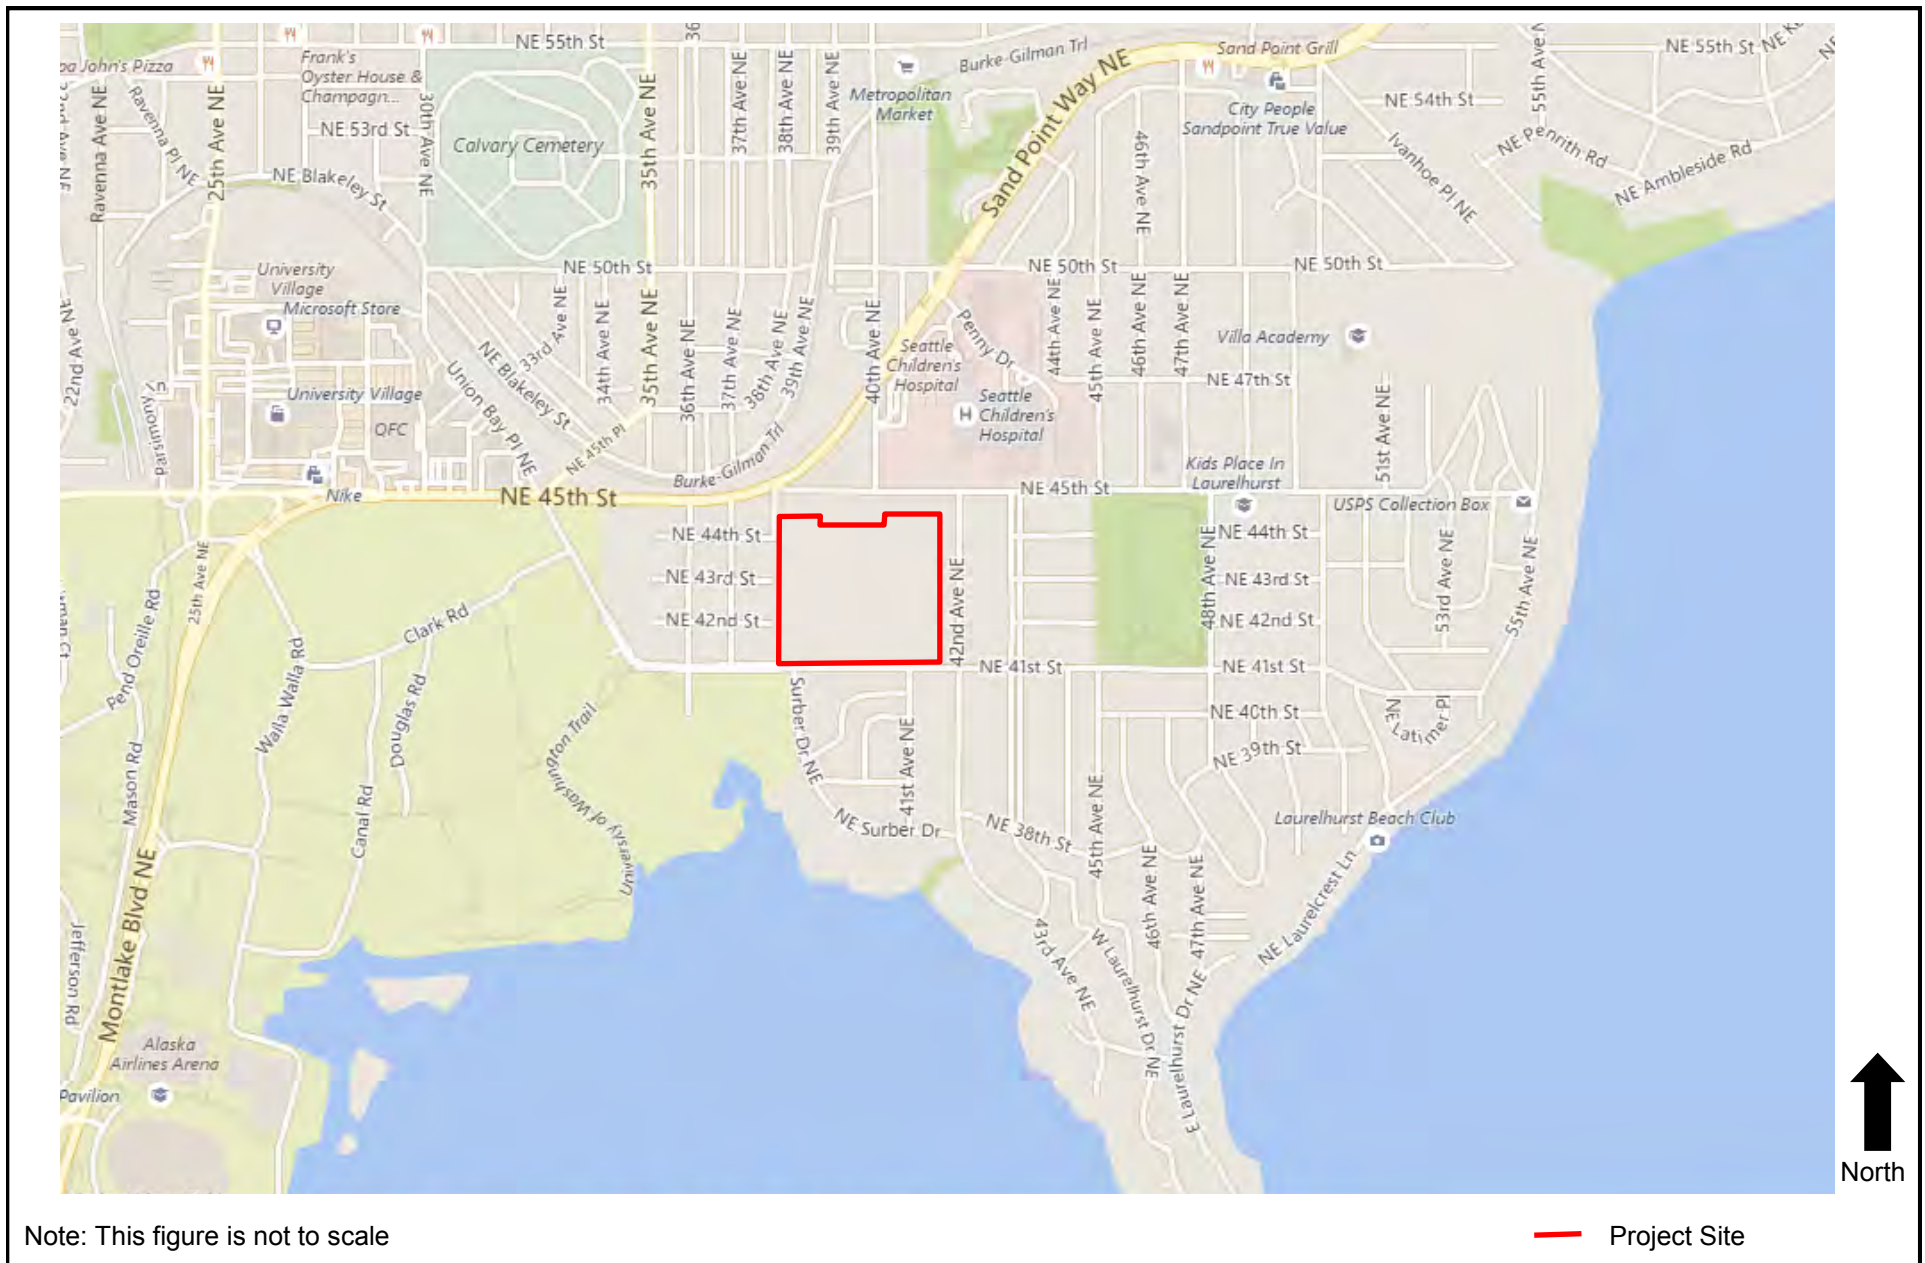 NE 55th St
Burke-Gilman Trl
Sand Point Grill
NE 55th St
55th Ave N
John's Pizza
Frank's
Oyster House &
Champagn...
Metropolitan
Market
City People
Sandpoint True Value
NE 54th St
NE 53rd St
30th Ave NE
Calvary Cemetery
35th Ave NE
36
37th Ave NE
38th Ave NE
39th Ave NE
Sand Point Way NE
46th Ave NE
Ivanhoe Pl NE
NE Penrith Rd
NE Ambleside Rd
Ravenna Ave NE
Ravenna Pl NE
25th Ave NE
NE Blakeley St
NE 50th St
NE 50th St
NE 50th St
University
Village
Microsoft Store
22nd Ave NE
33rd Ave NE
34th Ave NE
35th Ave NE
36th Ave NE
37th Ave NE
38th Ave NE
39th Ave NE
40th Ave NE
Penny Dr
44th Ave NE
45th Ave NE
46th Ave NE
47th Ave NE
Villa Academy
Seattle
Children's
Hospital
NE Blakeley St
Union Bay Pl NE
NE 47th St
51st Ave NE
University Village
QFC
H
Seattle
Children's
Hospital
NE 45th Pl
Burke-Gilman Trl
Kids Place In
Laurelhurst
Nike
NE 45th St
NE 45th St
USPS Collection Box
NE 44th St
NE 44th St
NE 43rd St
NE 43rd St
NE 42nd St
NE 42nd St
25th Ave NE
42nd Ave NE
48th Ave NE
53rd Ave NE
55th Ave NE
Pend Oreille Rd
Clark Rd
Walla Walla Rd
Douglas Rd
NE 41st St
NE 41st St
Surber Dr NE
41st Ave NE
NE 40th St
NE Latimer Pl
NE 39th St
University of Washington Trail
Mason Rd
Canal Rd
NE Surber Dr
NE 38th St
45th Ave NE
Laurelhurst Beach Club
46th Ave NE
47th Ave NE
NE Laurelcrest Ln
Montlake Blvd NE
Jefferson Rd
43rd Ave NE
W Laurelhurst Dr NE
E Laurelhurst Dr NE
Alaska
Airlines Arena
Pavilion
North
Note: This figure is not to scale
Project Site